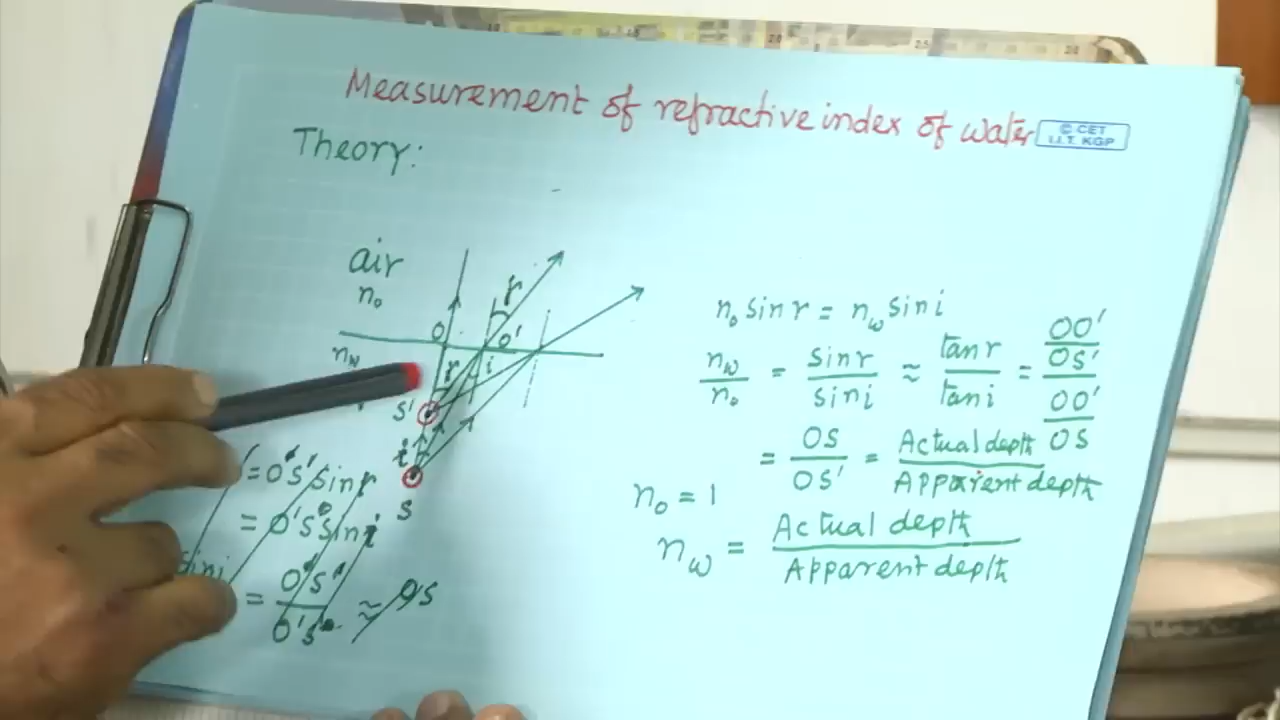 Measurement of refractive index of water
© CET
I.I.T. KGP
Theory:
air
n₀
r
O
O'
n_w
r
i
S'
i
S
n₀ sin r = n_w sin i
n_w/n₀ = sin r/sin i ≈ tan r/tan i = (OO'/OS')/(OO'/OS)
= OS/OS' = Actual depth/Apparent depth
n₀ = 1
n_w = Actual depth/Apparent depth
= O'S' sin r
= O'S sin i
sin i
= O'S'/O'S ≈ OS